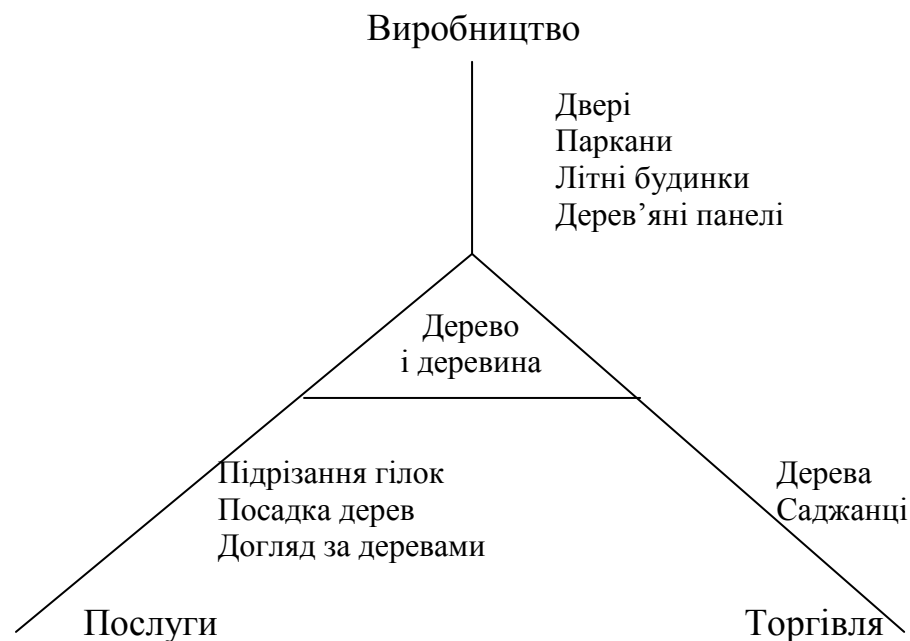 Виробництво
Двері
Паркани
Літні будинки
Дерев’яні панелі
Дерево
і деревина
Підрізання гілок
Посадка дерев
Догляд за деревами
Дерева
Саджанці
Послуги
Торгівля